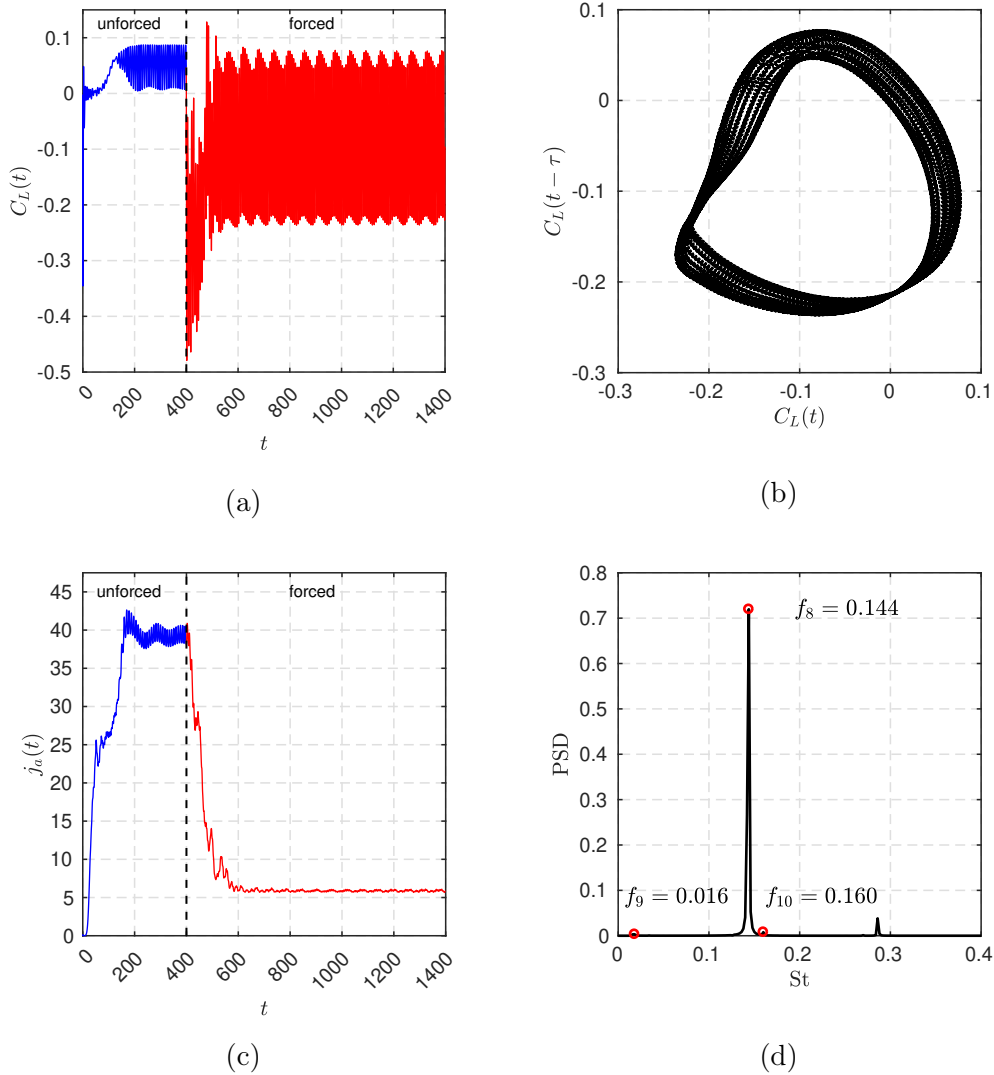 unforced forced
0.1
0
-0.1
-0.2
-0.3
-0.4
-0.5
C_L(t)
0 200 400 600 800 1000 1200 1400
t
(a)
0.1
0
-0.1
-0.2
-0.3
C_L(t − τ)
-0.3 -0.2 -0.1 0 0.1
C_L(t)
(b)
unforced forced
45
40
35
30
25
20
15
10
5
0
j_a(t)
0 200 400 600 800 1000 1200 1400
t
(c)
0.8
0.7
0.6
0.5
0.4
0.3
0.2
0.1
0
PSD
f_8 = 0.144
f_9 = 0.016 f_10 = 0.160
0 0.1 0.2 0.3 0.4
St
(d)